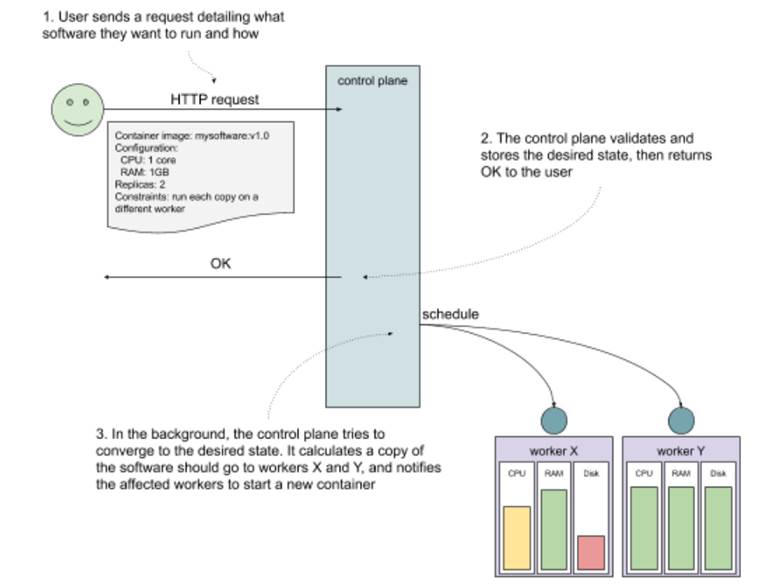 1. User sends a request detailing what
software they want to run and how
control plane
HTTP request
Container image: mysoftware:v1.0
Configuration:
CPU: 1 core
RAM: 1GB
Replicas: 2
Constraints: run each copy on a
different worker
2. The control plane validates and
stores the desired state, then returns
OK to the user
OK
schedule
3. In the background, the control plane tries to
converge to the desired state. It calculates a copy of
the software should go to workers X and Y, and notifies
the affected workers to start a new container
worker X
worker Y
CPU RAM Disk
CPU RAM Disk